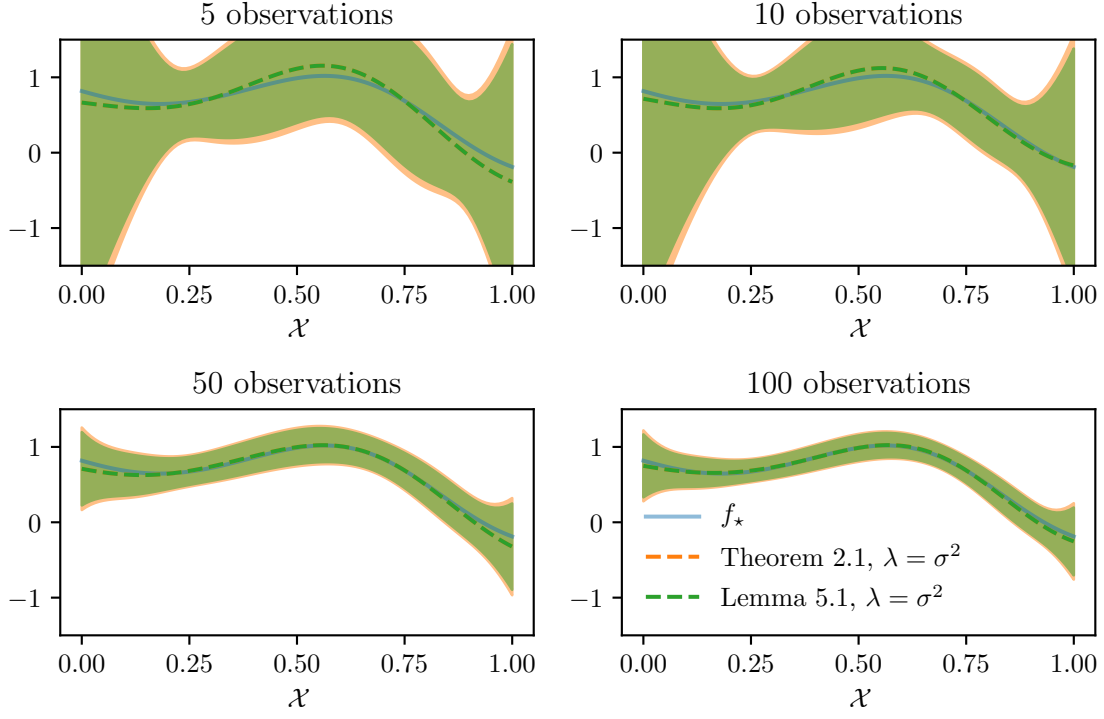 5 observations
10 observations
1
0
−1
0.00 0.25 0.50 0.75 1.00
𝒳
1
0
−1
0.00 0.25 0.50 0.75 1.00
𝒳
50 observations
100 observations
1
0
−1
0.00 0.25 0.50 0.75 1.00
𝒳
1
0
−1
f⋆
Theorem 2.1, λ = σ²
Lemma 5.1, λ = σ²
0.00 0.25 0.50 0.75 1.00
𝒳